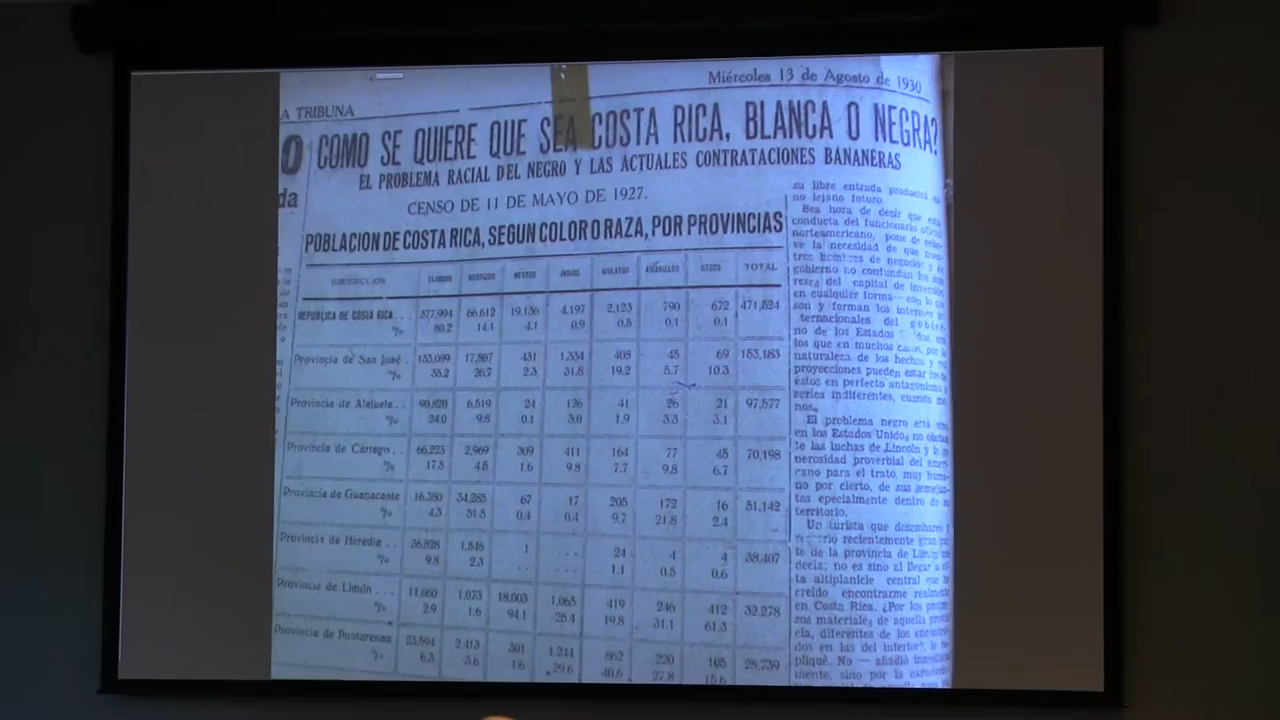 A TRIBUNA
Miércoles 13 de Agosto de 1930
O
da
COMO SE QUIERE QUE SEA COSTA RICA, BLANCA O NEGRA?
EL PROBLEMA RACIAL DEL NEGRO Y LAS ACTUALES CONTRATACIONES BANANERAS
CENSO DE 11 DE MAYO DE 1927.
POBLACION DE COSTA RICA, SEGUN COLOR O RAZA, POR PROVINCIAS
BLANCOS MESTIZOS NEGROS INDIOS MULATOS AMARILLOS OTROS TOTAL
REPUBLICA DE COSTA RICA . . . 377,994 66,612 19,136 4,197 2,123 790 672 471,524
% 80.2 14.1 4.1 0.9 0.5 0.1 0.1
Provincia de San José . 133,089 17,807 431 1,334 408 45 69 153,183
% 35.2 26.7 2.3 31.8 19.2 5.7 10.3
Provincia de Alajuela . . 90,820 6,519 24 126 41 26 21 97,577
% 24.0 9.8 0.1 3.0 1.9 3.3 3.1
Provincia de Cartago . . 66,223 2,969 309 411 164 77 45 70,198
% 17.5 4.5 1.6 9.8 7.7 9.8 6.7
Provincia de Guanacaste 16,380 34,285 67 17 205 172 16 51,142
% 4.3 51.5 0.4 0.4 9.7 21.8 2.4
Provincia de Heredia . . 36,828 1,546 1 . . . 24 4 4 38,407
% 9.8 2.3 . . . . . 1.1 0.5 0.6
Provincia de Limón . . . 11,060 1,073 18,003 1,065 419 246 412 32,278
% 2.9 1.6 94.1 25.4 19.8 31.1 61.3
Provincia de Puntarenas 23,594 2,413 301 1 244 862 220 105 28,739
% 6.3 3.6 1.6 29.6 40.6 27.8 15.6
su libre entrada producirá
no lejano futuro.
Sea hora de decir que esta
conducta del funcionario
norteamericano, pone de
ve la necesidad de que
tros hombres de negocios y
gobierno no confundan los
reses del capital de
en cualquier forma— con lo
son y forman los intereses
ternacionales del
no de los Estados
los que en muchos casos, por
naturaleza de los hechos y
proyecciones pueden estar los de
éstos en perfecto antagonismo
serles indiferentes, cuando me
nos.
El problema negro está
en los Estados Unidos, no
te las luchas de Lincoln y la
nerosidad proverbial del
cano para el trato, muy
no por cierto, de sus
tes epecialmente dentro de
territorio.
Un turista que desembarcó y
recientemente gran
te de la provincia de Limón
decía; no es sino al llegar a
ta altiplanicie central que
creído encontrarme
en Costa Rica. ¿Por los
sos materiales de aquella
cia, diferentes de los
dos en las del interior?, le re
pliqué. No — añadió
mente, sino por la